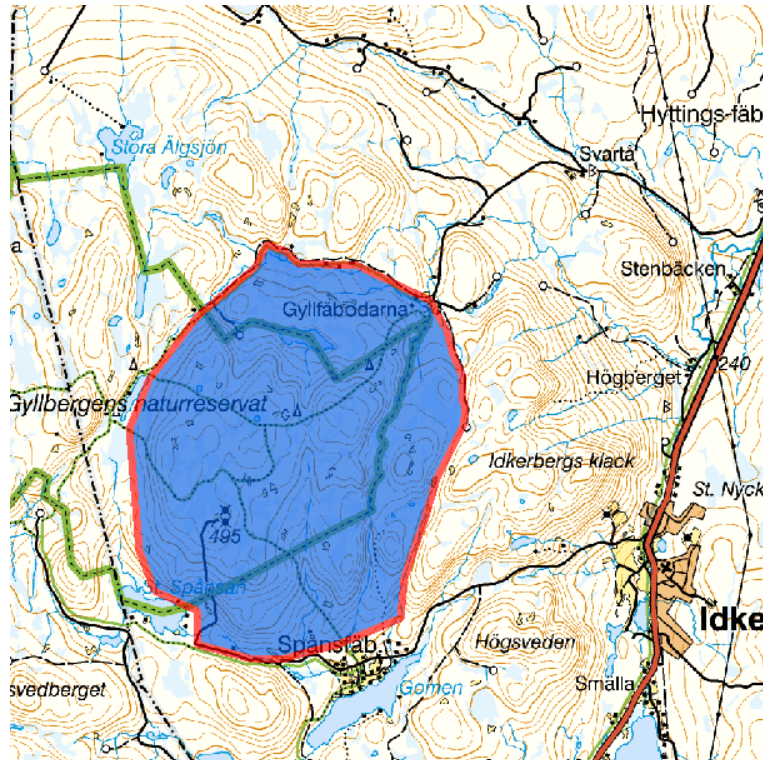 Hyttings-fäb
Stora Älgsjön
Svartå
a
Stenbäcken
Gyllfäbodarna
240
Högberget
Gyllbergens naturreservat
Idkerbergs klack
St. Nyck
495
St. Spånsån
Idke
Spånsfäb.
Högsveden
svedberget
Gomen
Smälla